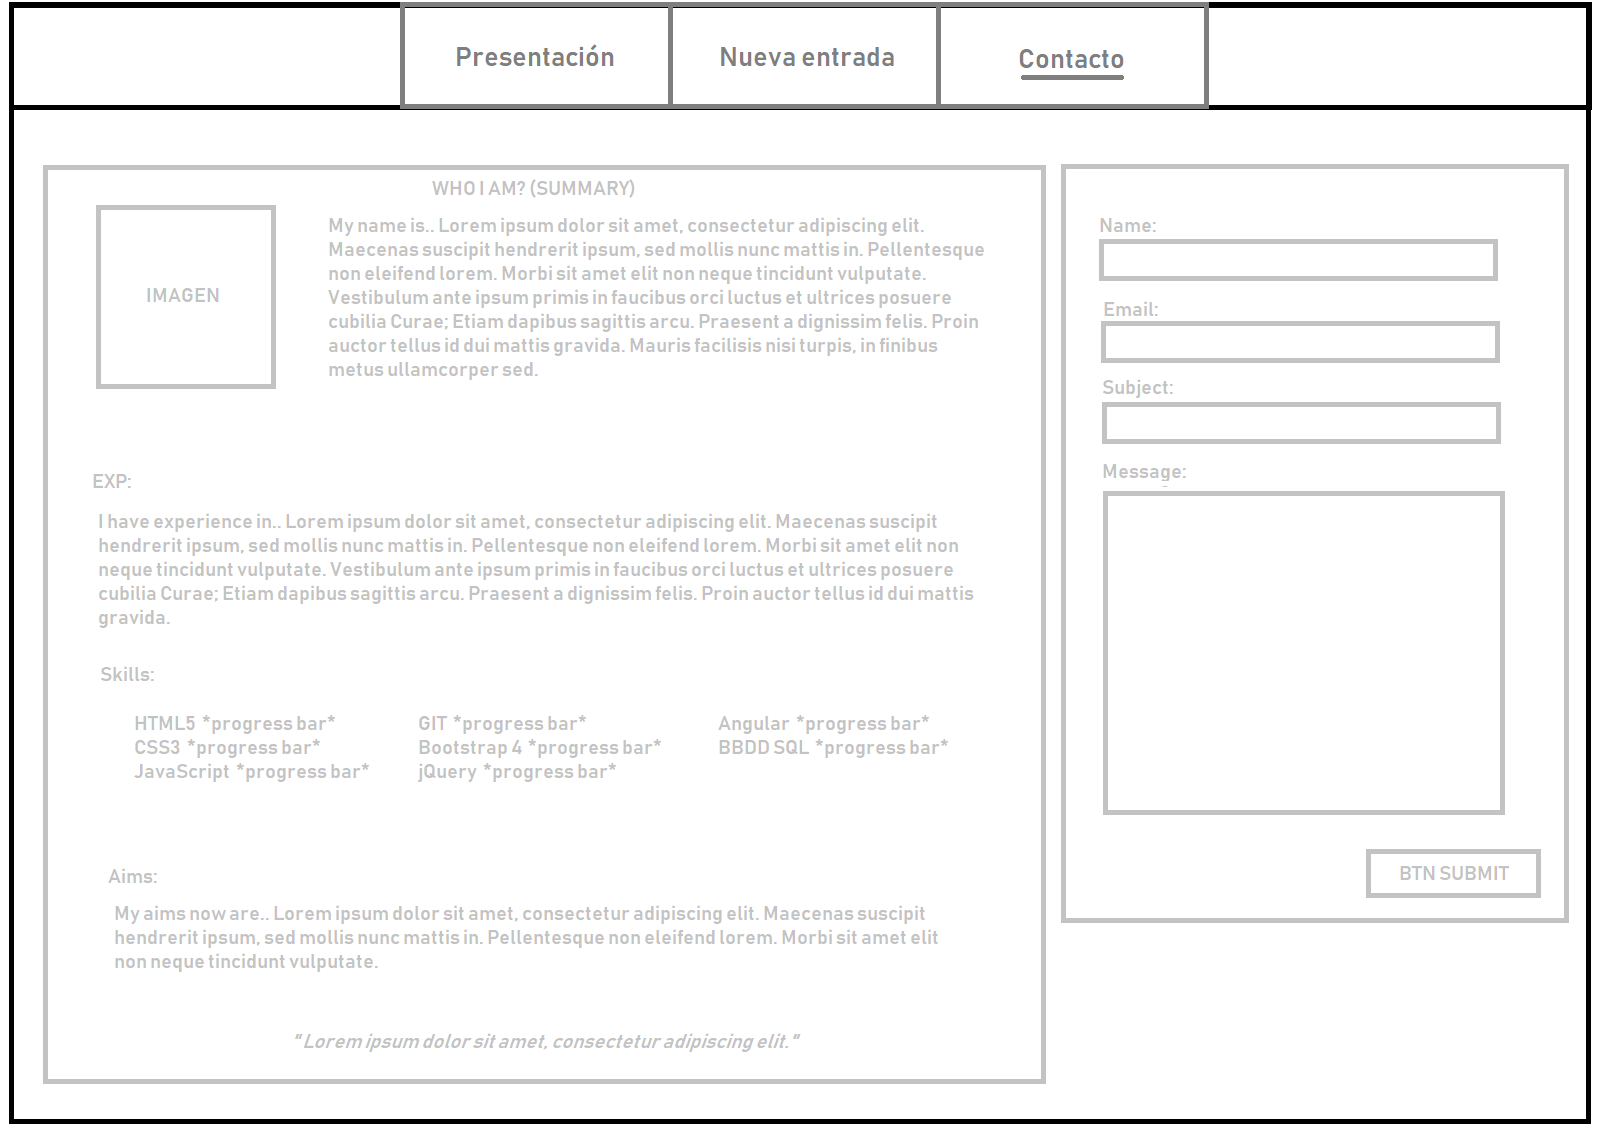 Presentación
Nueva entrada
Contacto
WHO I AM? (SUMMARY)
IMAGEN
My name is.. Lorem ipsum dolor sit amet, consectetur adipiscing elit.
Maecenas suscipit hendrerit ipsum, sed mollis nunc mattis in. Pellentesque
non eleifend lorem. Morbi sit amet elit non neque tincidunt vulputate.
Vestibulum ante ipsum primis in faucibus orci luctus et ultrices posuere
cubilia Curae; Etiam dapibus sagittis arcu. Praesent a dignissim felis. Proin
auctor tellus id dui mattis gravida. Mauris facilisis nisi turpis, in finibus
metus ullamcorper sed.
EXP:
I have experience in.. Lorem ipsum dolor sit amet, consectetur adipiscing elit. Maecenas suscipit
hendrerit ipsum, sed mollis nunc mattis in. Pellentesque non eleifend lorem. Morbi sit amet elit non
neque tincidunt vulputate. Vestibulum ante ipsum primis in faucibus orci luctus et ultrices posuere
cubilia Curae; Etiam dapibus sagittis arcu. Praesent a dignissim felis. Proin auctor tellus id dui mattis
gravida.
Skills:
HTML5 *progress bar*
CSS3 *progress bar*
JavaScript *progress bar*
GIT *progress bar*
Bootstrap 4 *progress bar*
jQuery *progress bar*
Angular *progress bar*
BBDD SQL *progress bar*
Aims:
My aims now are.. Lorem ipsum dolor sit amet, consectetur adipiscing elit. Maecenas suscipit
hendrerit ipsum, sed mollis nunc mattis in. Pellentesque non eleifend lorem. Morbi sit amet elit
non neque tincidunt vulputate.
"Lorem ipsum dolor sit amet, consectetur adipiscing elit."
Name:
Email:
Subject:
Message:
BTN SUBMIT